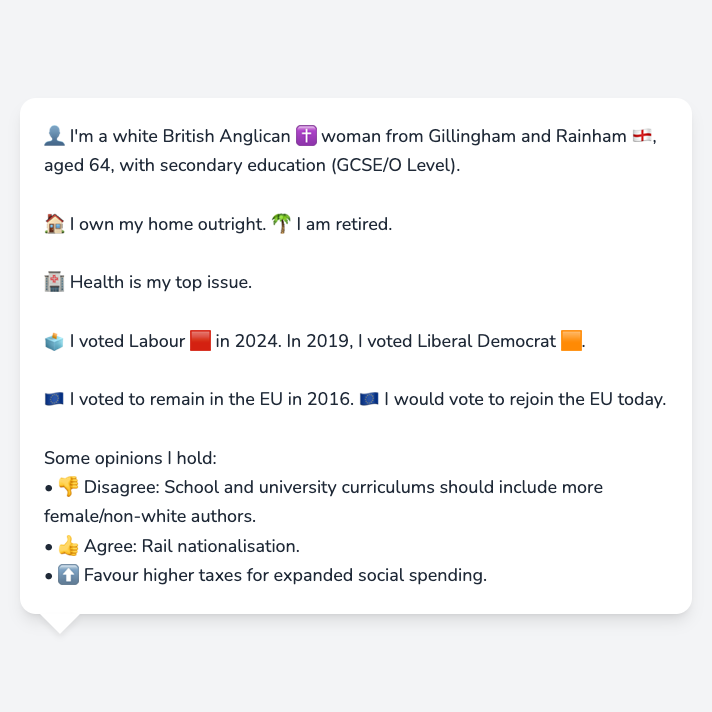 👤 I'm a white British Anglican ✝️ woman from Gillingham and Rainham 🏴󠁧󠁢󠁥󠁮󠁧󠁿,
aged 64, with secondary education (GCSE/O Level).
🏠 I own my home outright. 🌴 I am retired.
🏥 Health is my top issue.
🗳️ I voted Labour 🟥 in 2024. In 2019, I voted Liberal Democrat 🟧.
🇪🇺 I voted to remain in the EU in 2016. 🇪🇺 I would vote to rejoin the EU today.
Some opinions I hold:
• 👎 Disagree: School and university curriculums should include more
female/non-white authors.
• 👍 Agree: Rail nationalisation.
• ⬆️ Favour higher taxes for expanded social spending.